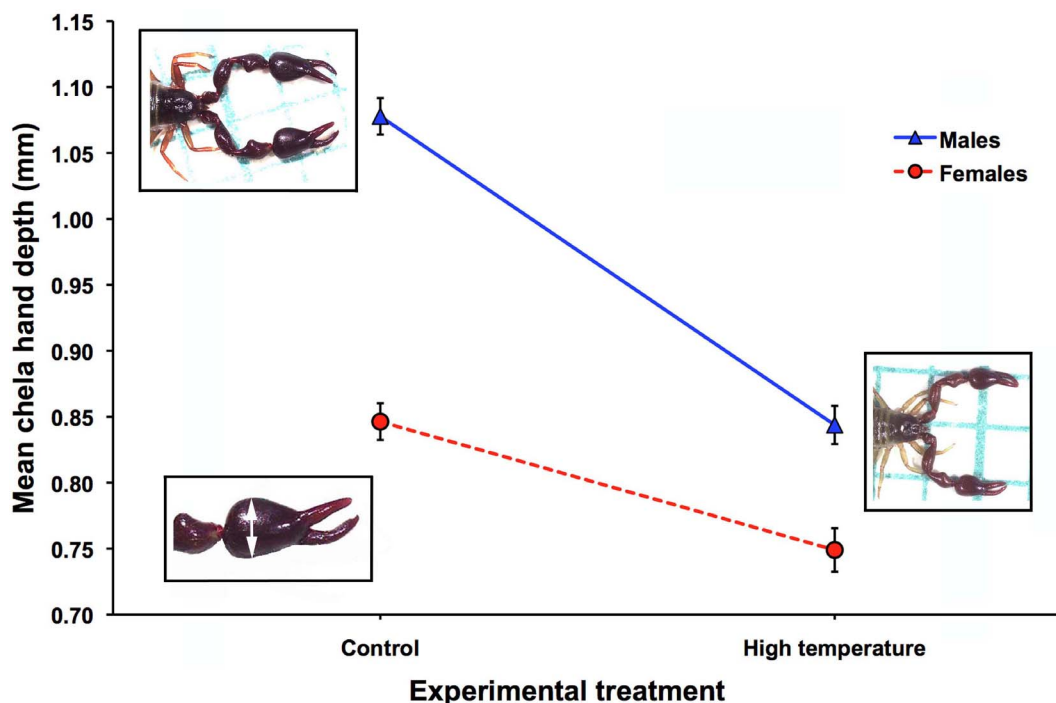 1.15
1.10
1.05
1.00
0.95
0.90
0.85
0.80
0.75
0.70
Mean chela hand depth (mm)
Males
Females
Control
High temperature
Experimental treatment